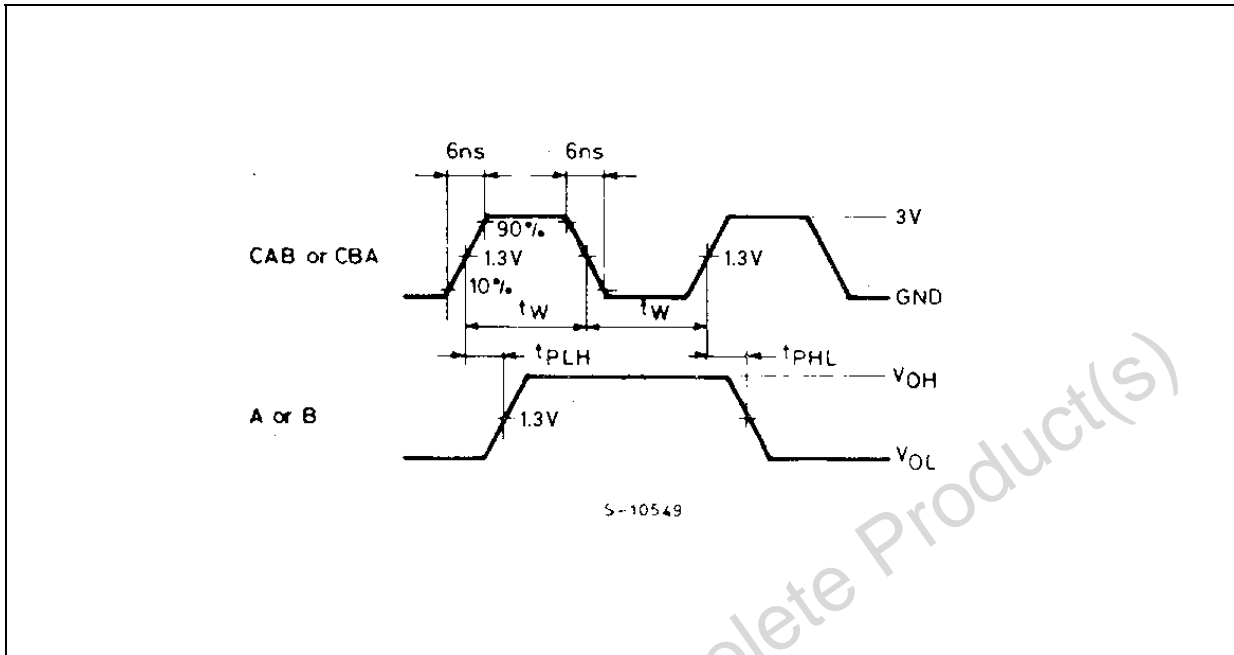 6ns 6ns
3V
90%
CAB or CBA 1.3V 1.3V
10% GND
tW tW
tPLH tPHL
VOH
A or B 1.3V
VOL
S-10549
olete Product(s)